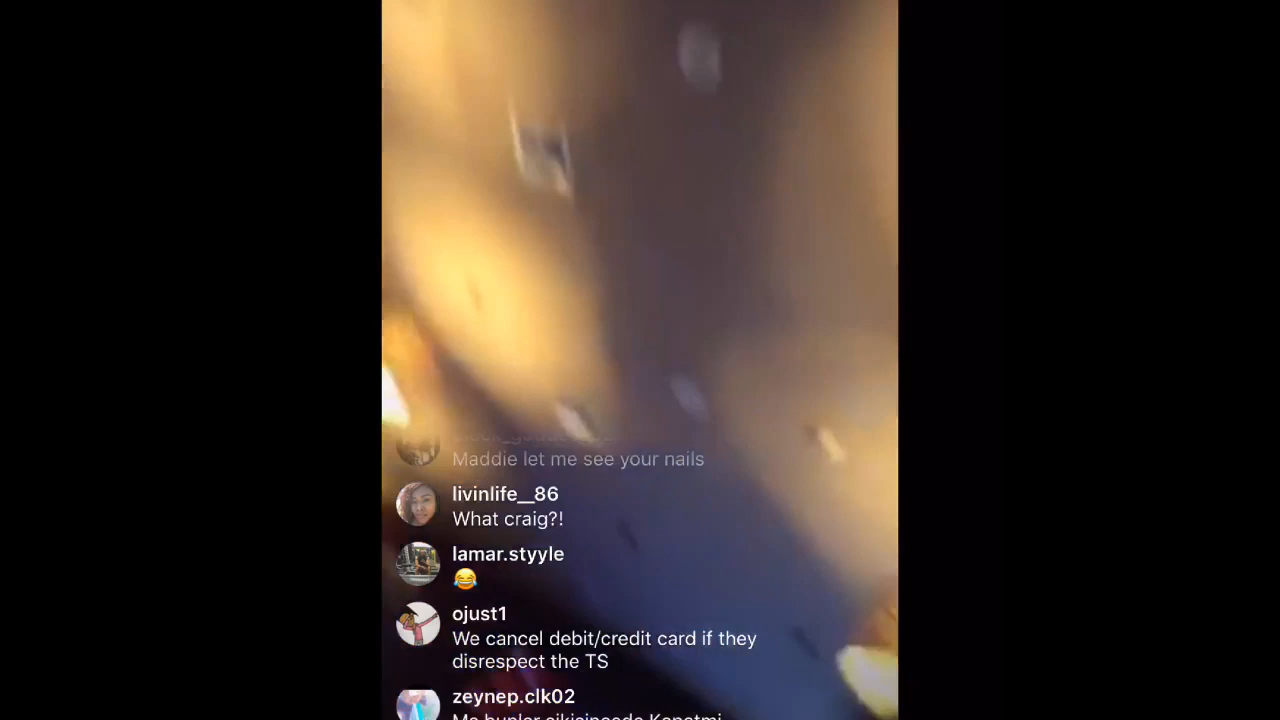 Maddie let me see your nails
livinlife__86
What craig?!
lamar.styyle
😂
ojust1
We cancel debit/credit card if they
disrespect the TS
zeynep.clk02